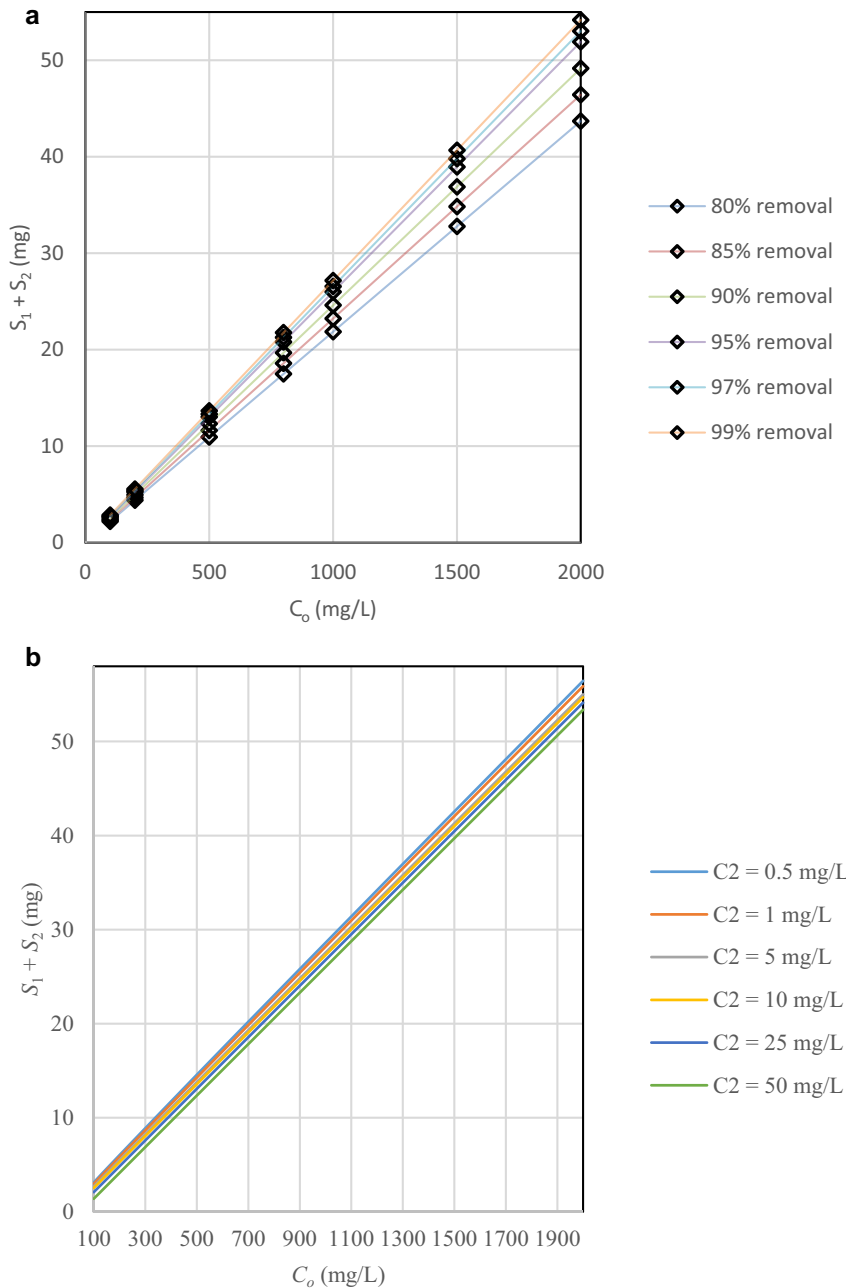 a
50
40
30
20
10
0
S₁ + S₂ (mg)
0 500 1000 1500 2000
Cₒ (mg/L)
80% removal
85% removal
90% removal
95% removal
97% removal
99% removal
b
50
40
30
20
10
0
S₁ + S₂ (mg)
100 300 500 700 900 1100 1300 1500 1700 1900
Cₒ (mg/L)
C2 = 0.5 mg/L
C2 = 1 mg/L
C2 = 5 mg/L
C2 = 10 mg/L
C2 = 25 mg/L
C2 = 50 mg/L